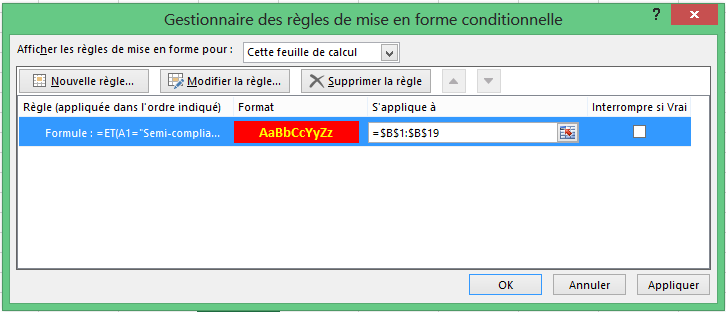 Gestionnaire des règles de mise en forme conditionnelle
? x
Afficher les règles de mise en forme pour : Cette feuille de calcul
Nouvelle règle... Modifier la règle... Supprimer la règle
Règle (appliquée dans l'ordre indiqué) Format S'applique à Interrompre si Vrai
Formule : =ET(A1="Semi-complia... AaBbCcYyZz =$B$1:$B$19
OK Annuler Appliquer